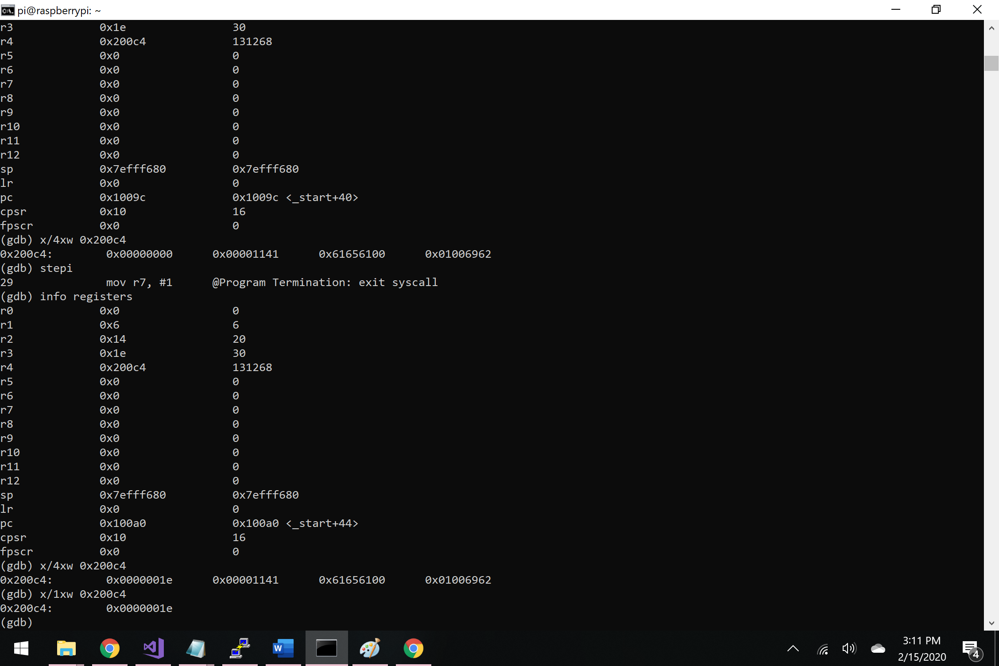 pi@raspberrypi: ~
r3 0x1e 30
r4 0x200c4 131268
r5 0x0 0
r6 0x0 0
r7 0x0 0
r8 0x0 0
r9 0x0 0
r10 0x0 0
r11 0x0 0
r12 0x0 0
sp 0x7efff680 0x7efff680
lr 0x0 0
pc 0x1009c 0x1009c <_start+40>
cpsr 0x10 16
fpscr 0x0 0
(gdb) x/4xw 0x200c4
0x200c4: 0x00000000 0x00001141 0x61656100 0x01006962
(gdb) stepi
29 mov r7, #1 @Program Termination: exit syscall
(gdb) info registers
r0 0x0 0
r1 0x6 6
r2 0x14 20
r3 0x1e 30
r4 0x200c4 131268
r5 0x0 0
r6 0x0 0
r7 0x0 0
r8 0x0 0
r9 0x0 0
r10 0x0 0
r11 0x0 0
r12 0x0 0
sp 0x7efff680 0x7efff680
lr 0x0 0
pc 0x100a0 0x100a0 <_start+44>
cpsr 0x10 16
fpscr 0x0 0
(gdb) x/4xw 0x200c4
0x200c4: 0x0000001e 0x00001141 0x61656100 0x01006962
(gdb) x/1xw 0x200c4
0x200c4: 0x0000001e
(gdb)
3:11 PM
2/15/2020
4